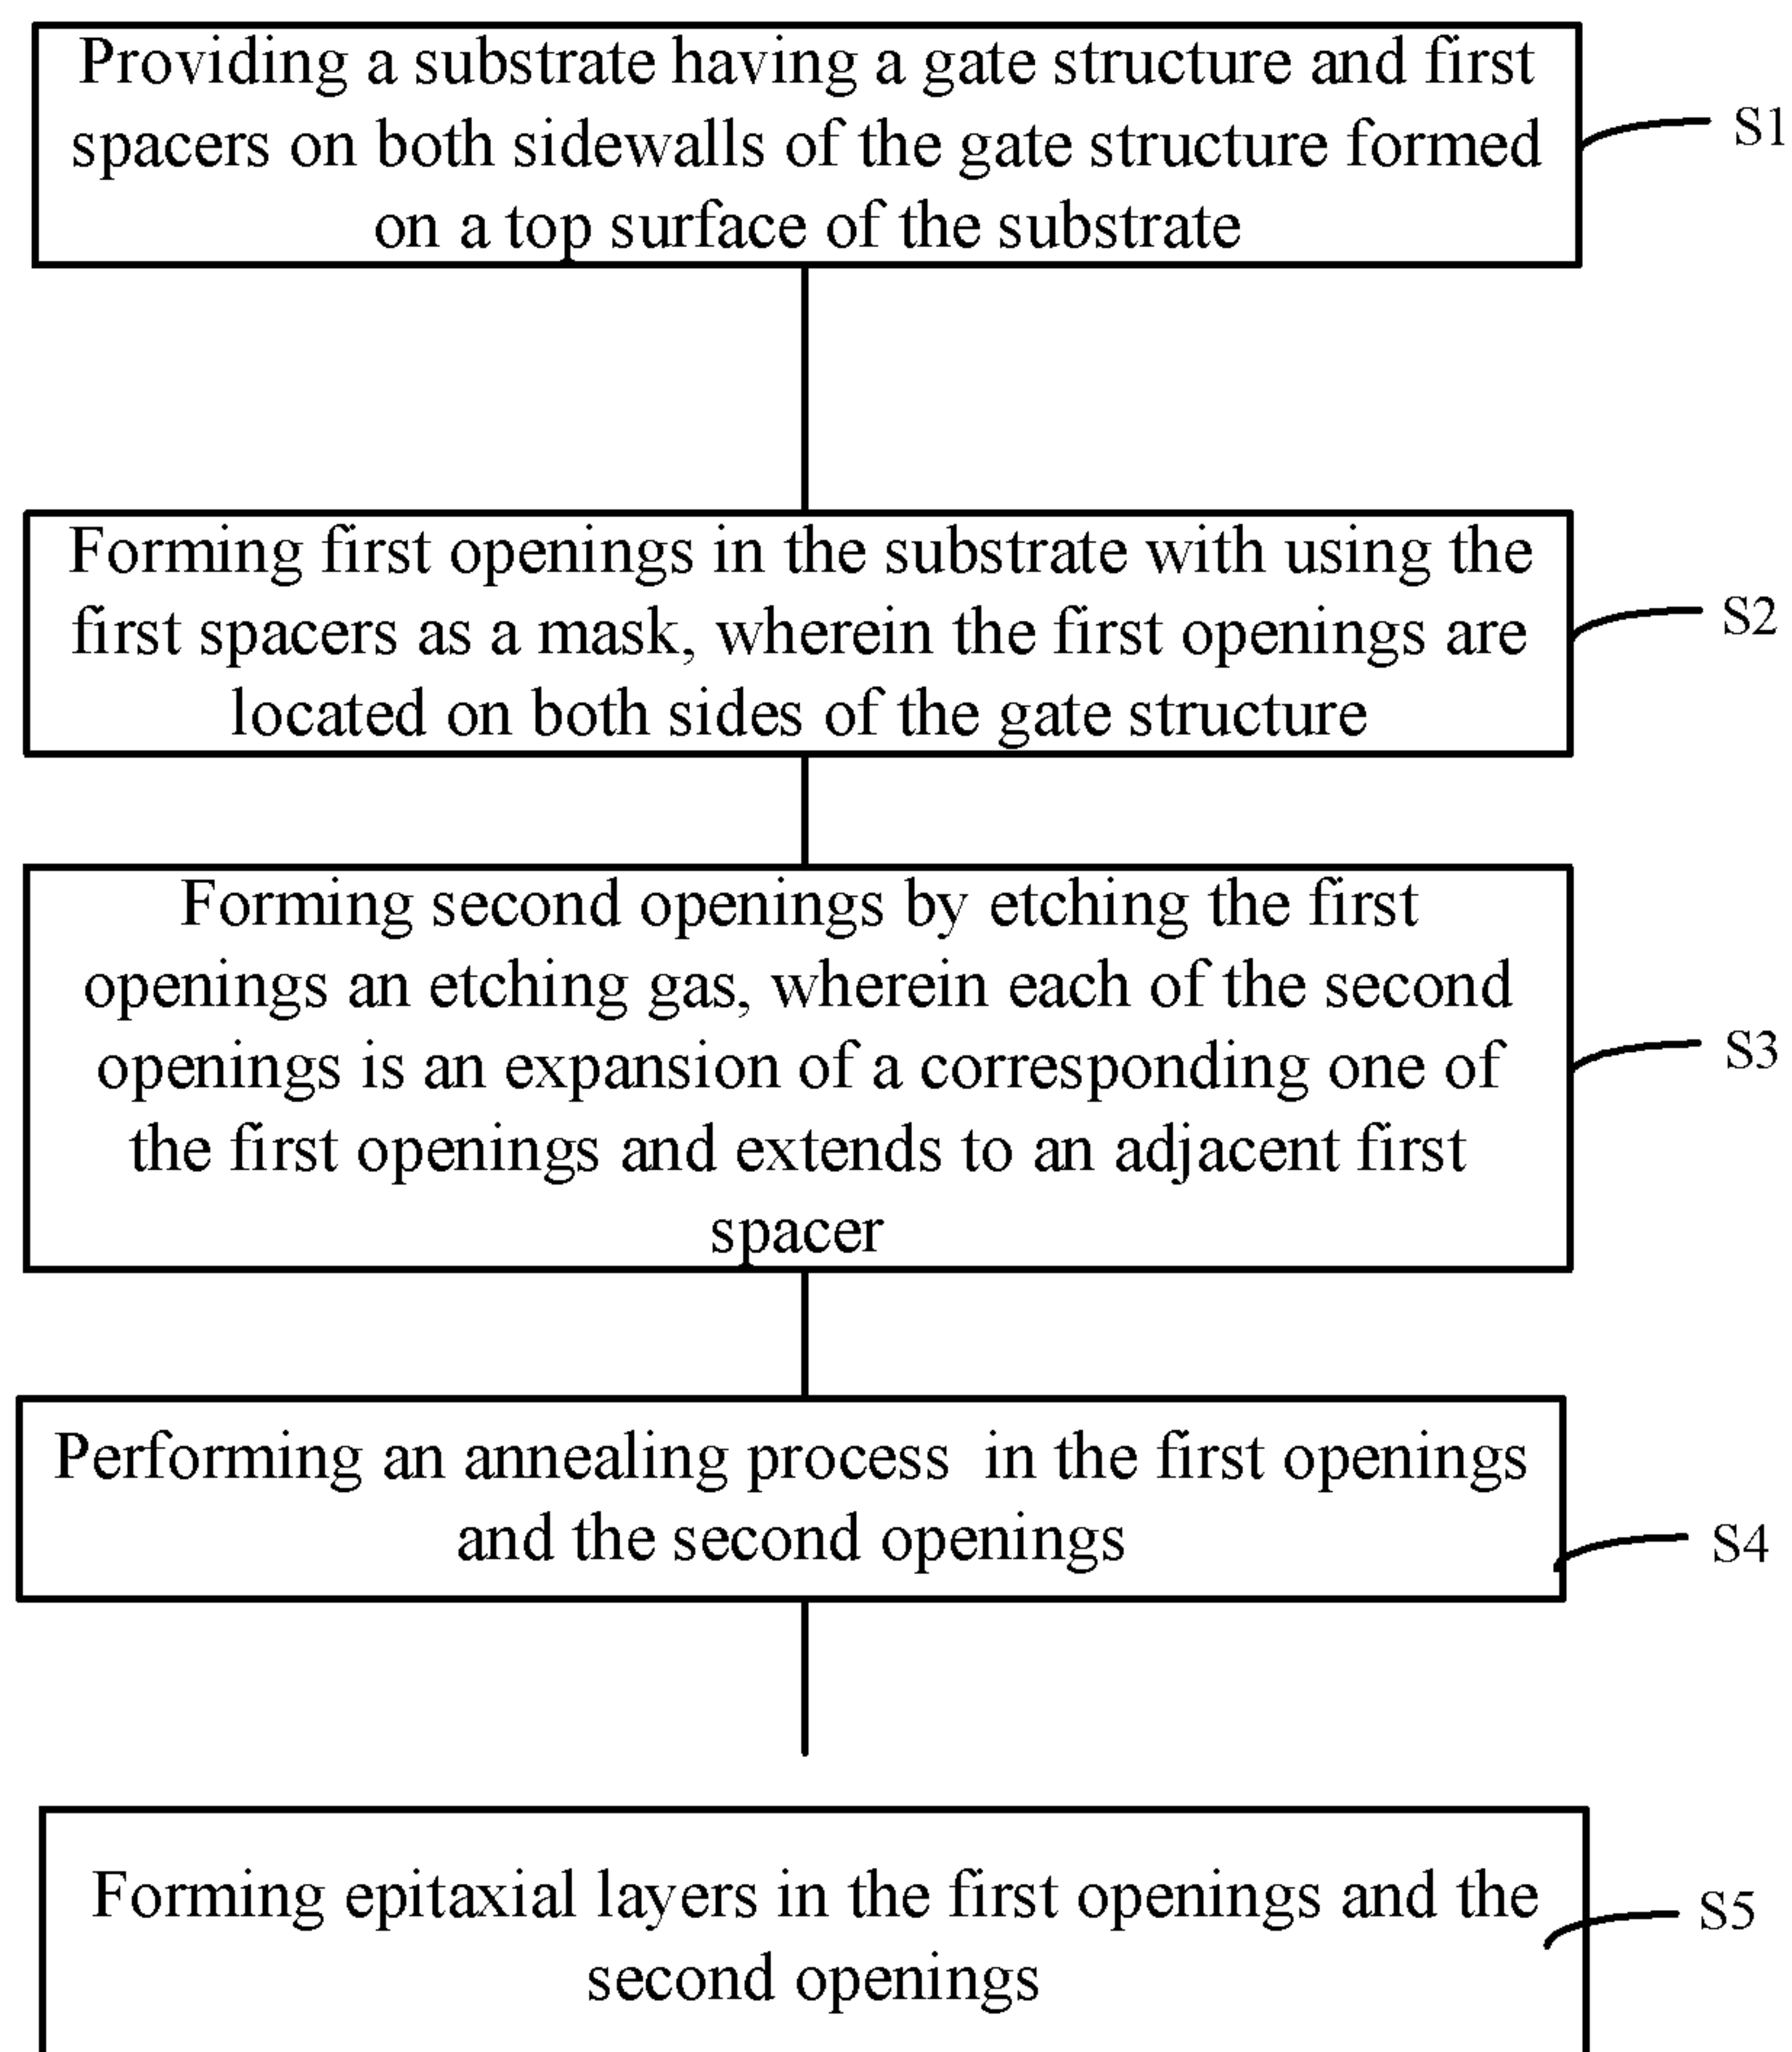 Providing a substrate having a gate structure and first
spacers on both sidewalls of the gate structure formed
on a top surface of the substrate
S1
Forming first openings in the substrate with using the
first spacers as a mask, wherein the first openings are
located on both sides of the gate structure
S2
Forming second openings by etching the first
openings an etching gas, wherein each of the second
openings is an expansion of a corresponding one of
the first openings and extends to an adjacent first
spacer
S3
Performing an annealing process in the first openings
and the second openings
S4
Forming epitaxial layers in the first openings and the
second openings
S5